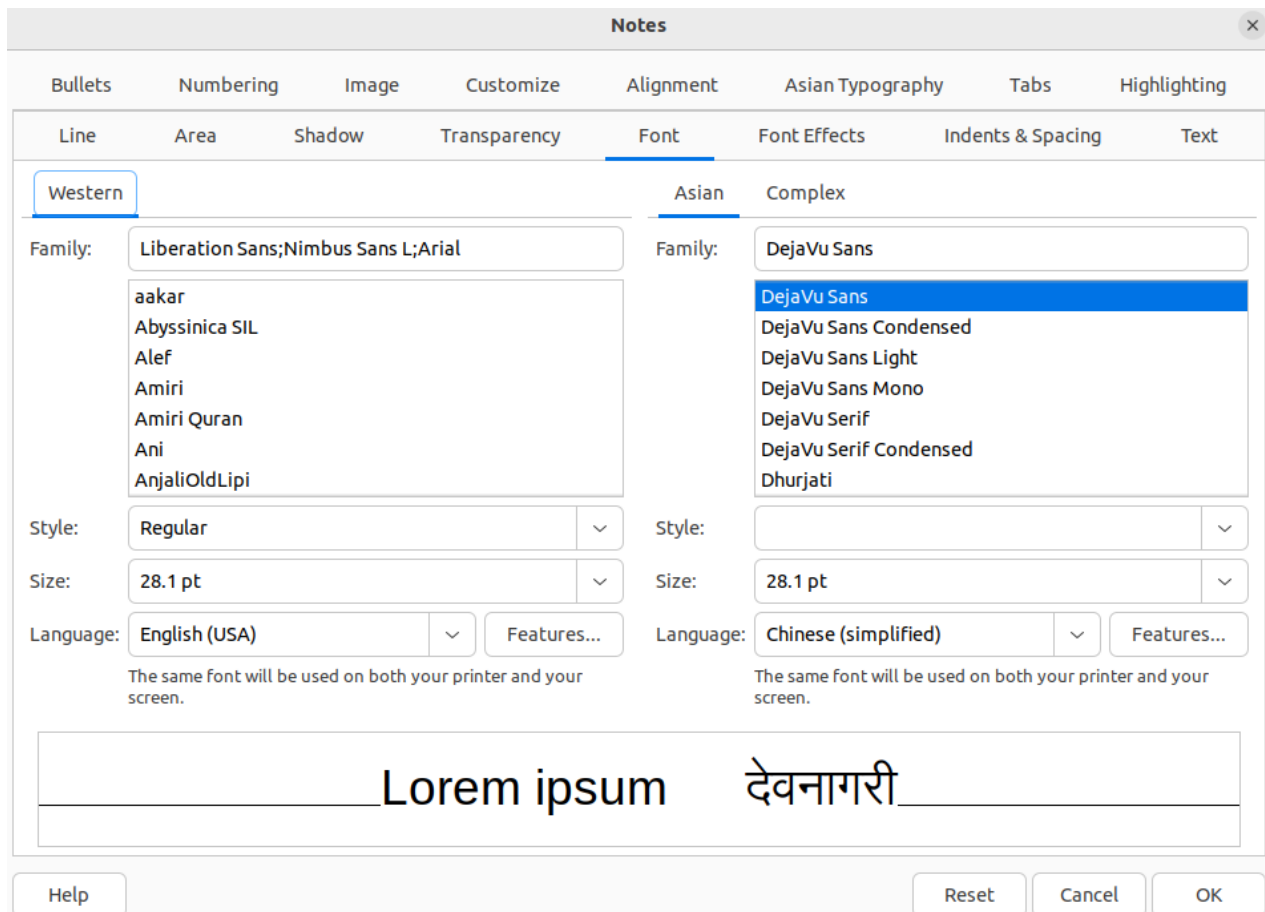 Notes
Bullets Numbering Image Customize Alignment Asian Typography Tabs Highlighting
Line Area Shadow Transparency Font Font Effects Indents & Spacing Text
Western
Family: Liberation Sans;Nimbus Sans L;Arial
aakar
Abyssinica SIL
Alef
Amiri
Amiri Quran
Ani
AnjaliOldLipi
Style: Regular
Size: 28.1 pt
Language: English (USA) Features...
The same font will be used on both your printer and your
screen.
Asian Complex
Family: DejaVu Sans
DejaVu Sans
DejaVu Sans Condensed
DejaVu Sans Light
DejaVu Sans Mono
DejaVu Serif
DejaVu Serif Condensed
Dhurjati
Style:
Size: 28.1 pt
Language: Chinese (simplified) Features...
The same font will be used on both your printer and your
screen.
Lorem ipsum देवनागरी
Help Reset Cancel OK